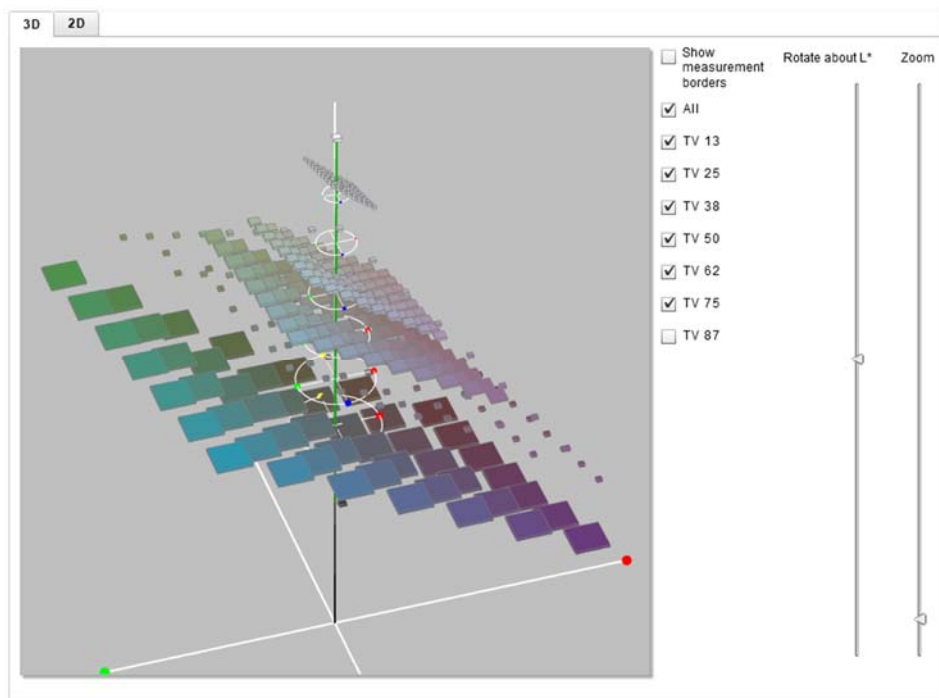 3D 2D
Show
measurement
borders
Rotate about L*
Zoom
All
TV 13
TV 25
TV 38
TV 50
TV 62
TV 75
TV 87